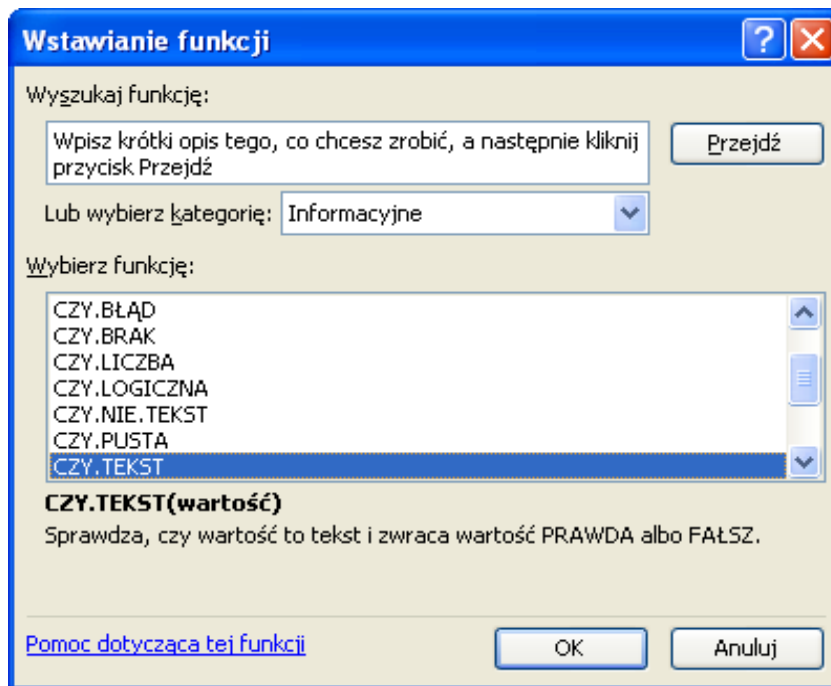 Wstawianie funkcji
Wyszukaj funkcję:
Wpisz krótki opis tego, co chcesz zrobić, a następnie kliknij
przycisk Przejdź
Przejdź
Lub wybierz kategorię: Informacyjne
Wybierz funkcję:
CZY.BŁĄD
CZY.BRAK
CZY.LICZBA
CZY.LOGICZNA
CZY.NIE.TEKST
CZY.PUSTA
CZY.TEKST
CZY.TEKST(wartość)
Sprawdza, czy wartość to tekst i zwraca wartość PRAWDA albo FAŁSZ.
Pomoc dotycząca tej funkcji
OK
Anuluj